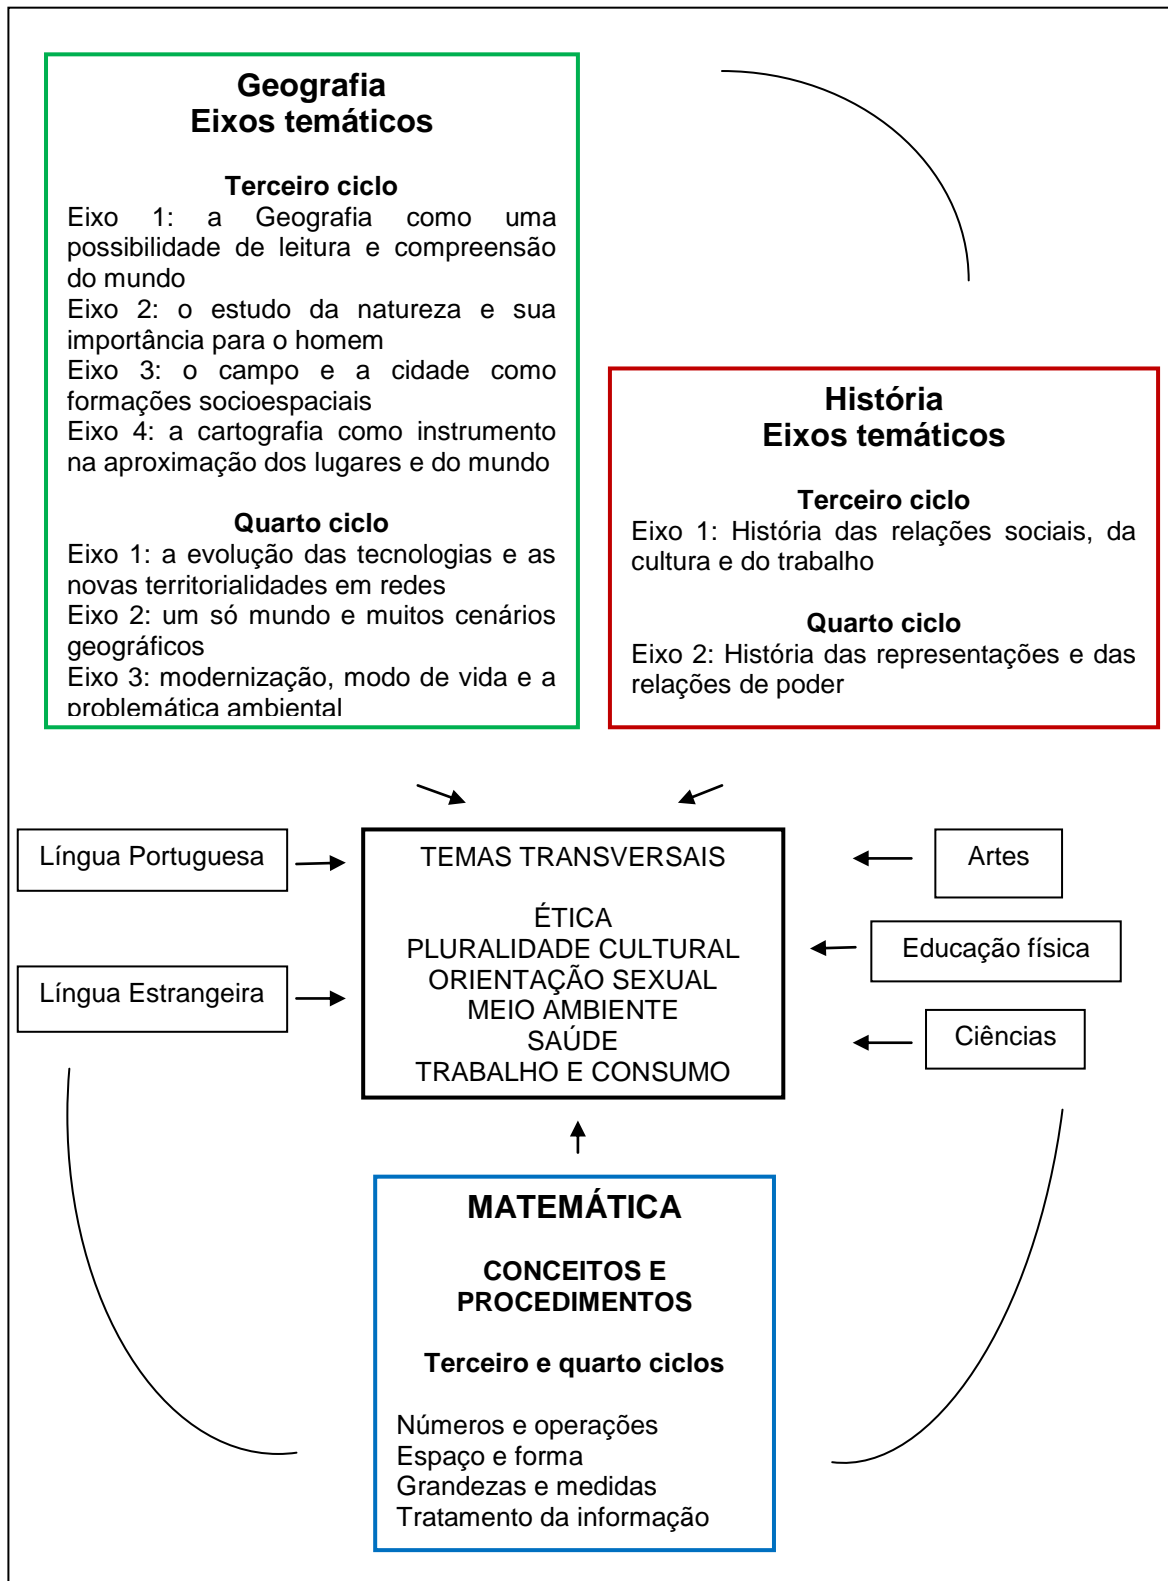 Geografia
Eixos temáticos
Terceiro ciclo
Eixo 1: a Geografia como uma
possibilidade de leitura e compreensão
do mundo
Eixo 2: o estudo da natureza e sua
importância para o homem
Eixo 3: o campo e a cidade como
formações socioespaciais
Eixo 4: a cartografia como instrumento
na aproximação dos lugares e do mundo
Quarto ciclo
Eixo 1: a evolução das tecnologias e as
novas territorialidades em redes
Eixo 2: um só mundo e muitos cenários
geográficos
Eixo 3: modernização, modo de vida e a
problemática ambiental
História
Eixos temáticos
Terceiro ciclo
Eixo 1: História das relações sociais, da
cultura e do trabalho
Quarto ciclo
Eixo 2: História das representações e das
relações de poder
Língua Portuguesa
Língua Estrangeira
TEMAS TRANSVERSAIS
ÉTICA
PLURALIDADE CULTURAL
ORIENTAÇÃO SEXUAL
MEIO AMBIENTE
SAÚDE
TRABALHO E CONSUMO
Artes
Educação física
Ciências
MATEMÁTICA
CONCEITOS E
PROCEDIMENTOS
Terceiro e quarto ciclos
Números e operações
Espaço e forma
Grandezas e medidas
Tratamento da informação